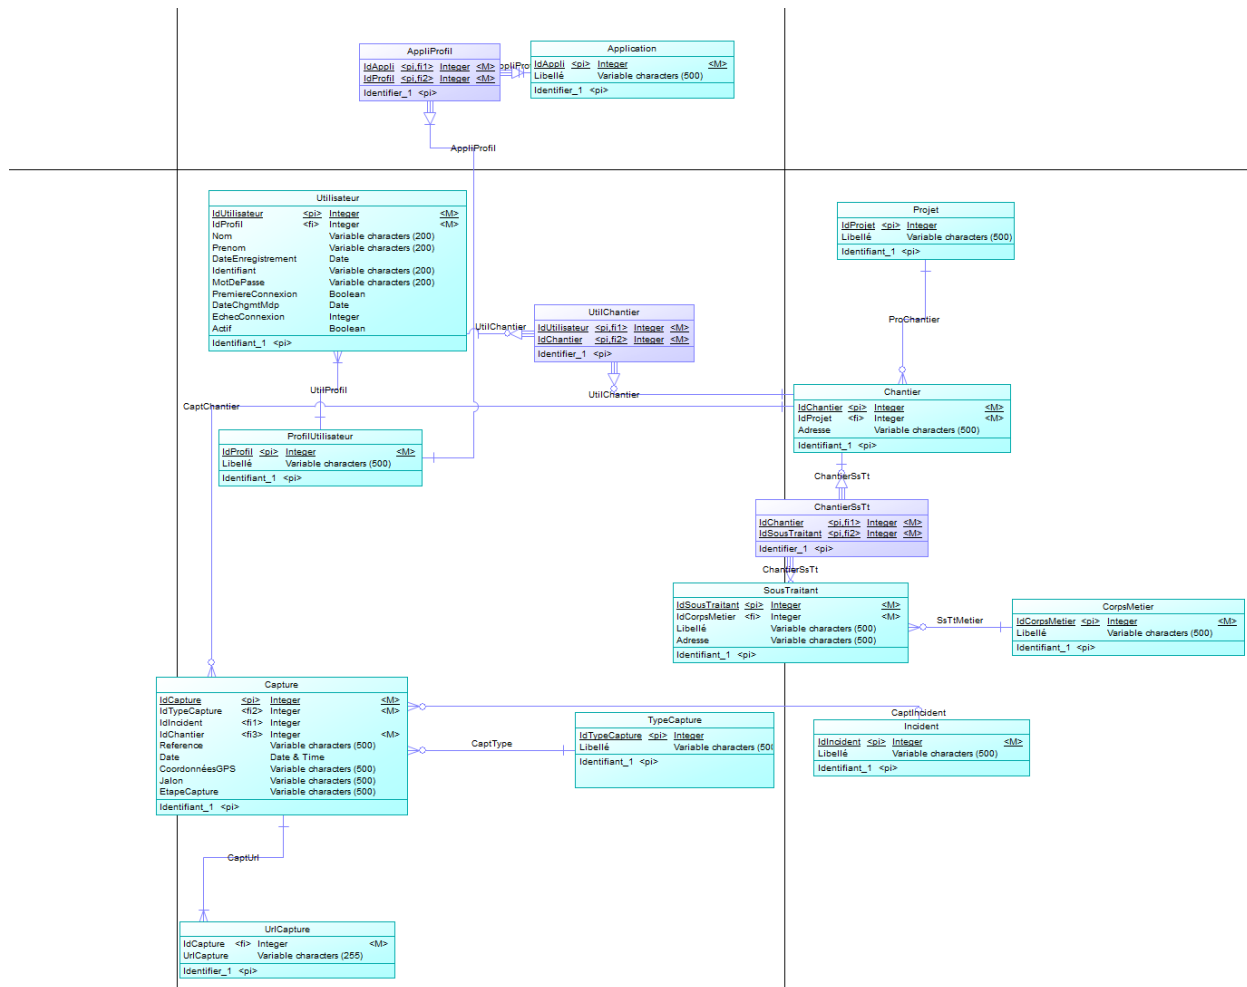 AppliProfil
IdAppli <pi,fi1> Integer <M>
IdProfil <pi,fi2> Integer <M>
Identifier_1 <pi>
Application
IdAppli <pi> Integer <M>
Libellé Variable characters (500)
Identifier_1 <pi>
AppliProfil
Utilisateur
IdUtilisateur <pi> Integer <M>
IdProfil <fi> Integer <M>
Nom Variable characters (200)
Prenom Variable characters (200)
DateEnregistrement Date
Identifiant Variable characters (200)
MotDePasse Variable characters (200)
PremiereConnexion Boolean
DateChgmtMdp Date
EchecConnexion Integer
Actif Boolean
Identifiant_1 <pi>
Projet
IdProjet <pi> Integer
Libellé Variable characters (500)
Identifiant_1 <pi>
UtilChantier
IdUtilisateur <pi,fi1> Integer <M>
IdChantier <pi,fi2> Integer <M>
Identifier_1 <pi>
UtilChantier
ProChantier
UtilProfil
UtilChantier
CaptChantier
Chantier
IdChantier <pi> Integer <M>
IdProjet <fi> Integer <M>
Adresse Variable characters (500)
Identifiant_1 <pi>
ProfilUtilisateur
IdProfil <pi> Integer <M>
Libellé Variable characters (500)
Identifiant_1 <pi>
ChantierSsTt
ChantierSsTt
IdChantier <pi,fi1> Integer <M>
IdSousTraitant <pi,fi2> Integer <M>
Identifier_1 <pi>
ChantierSsTt
SousTraitant
IdSousTraitant <pi> Integer <M>
IdCorpsMetier <fi> Integer <M>
Libellé Variable characters (500)
Adresse Variable characters (500)
Identifiant_1 <pi>
SsTtMetier
CorpsMetier
IdCorpsMetier <pi> Integer <M>
Libellé Variable characters (500)
Identifiant_1 <pi>
Capture
IdCapture <pi> Integer <M>
IdTypeCapture <fi2> Integer <M>
IdIncident <fi1> Integer
IdChantier <fi3> Integer <M>
Reference Variable characters (500)
Date Date & Time
CoordonnéesGPS Variable characters (500)
Jalon Variable characters (500)
EtapeCapture Variable characters (500)
Identifiant_1 <pi>
CaptType
TypeCapture
IdTypeCapture <pi> Integer
Libellé Variable characters (500
Identifiant_1 <pi>
CaptIncident
Incident
IdIncident <pi> Integer <M>
Libellé Variable characters (500)
Identifiant_1 <pi>
CaptUrl
UrlCapture
IdCapture <fi> Integer <M>
UrlCapture Variable characters (255)
Identifier_1 <pi>